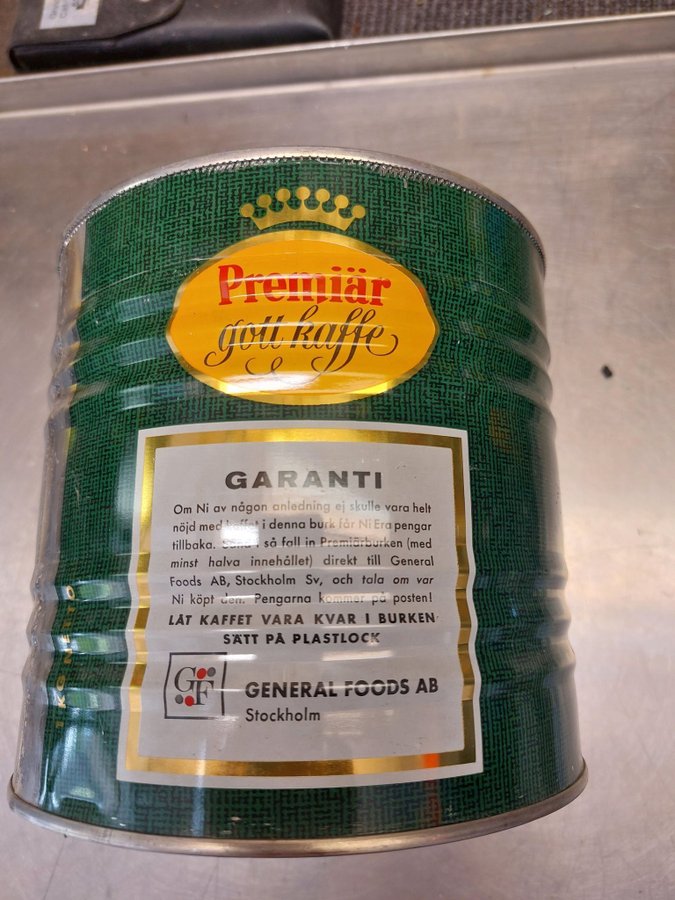 Premiär
gott kaffe
GARANTI
Om Ni av någon anledning ej skulle vara helt
nöjd med kaffet i denna burk får Ni Era pengar
tillbaka. Sänd i så fall in Premiärburken (med
minst halva innehållet) direkt till General
Foods AB, Stockholm Sv, och tala om var
Ni köpt den. Pengarna kommer på posten!
LÅT KAFFET VARA KVAR I BURKEN
SÄTT PÅ PLASTLOCK
GF
GENERAL FOODS AB
Stockholm
1 KG NETTO